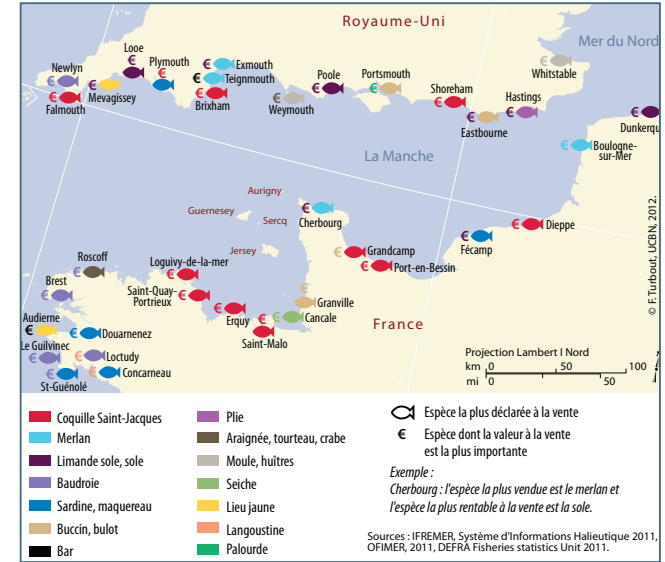 5° W
Royaume-Uni
Mer du Nord
Looe
Plymouth
Exmouth
Newlyn
Teignmouth
Poole
Portsmouth
Whitstable
Mevagissey
Shoreham
Hastings
Falmouth
Brixham
Weymouth
Eastbourne
Dunkerqu
La Manche
Boulogne-
sur-Mer
Aurigny
Guernesey
Sercq
Cherbourg
Dieppe
Jersey
Grandcamp
Fécamp
Roscoff
Loguivy-de-la-mer
Port-en-Bessin
Brest
Saint-Quay-
Portrieux
Granville
Audierne
Erquy
Cancale
France
Douarnenez
Saint-Malo
Le Guilvinec
Loctudy
Concarneau
St-Guénolé
Projection Lambert I Nord
km 0 50 100
mi 0 50
© F. Turbout, UCBN, 2012.
Coquille Saint-Jacques
Merlan
Limande sole, sole
Baudroie
Sardine, maquereau
Buccin, bulot
Bar
Plie
Araignée, tourteau, crabe
Moule, huîtres
Seiche
Lieu jaune
Langoustine
Palourde
Espèce la plus déclarée à la vente
€ Espèce dont la valeur à la vente
est la plus importante
Exemple :
Cherbourg : l'espèce la plus vendue est le merlan et
l'espèce la plus rentable à la vente est la sole.
Sources : IFREMER, Système d'Informations Halieutique 2011,
OFIMER, 2011, DEFRA Fisheries statistics Unit 2011.